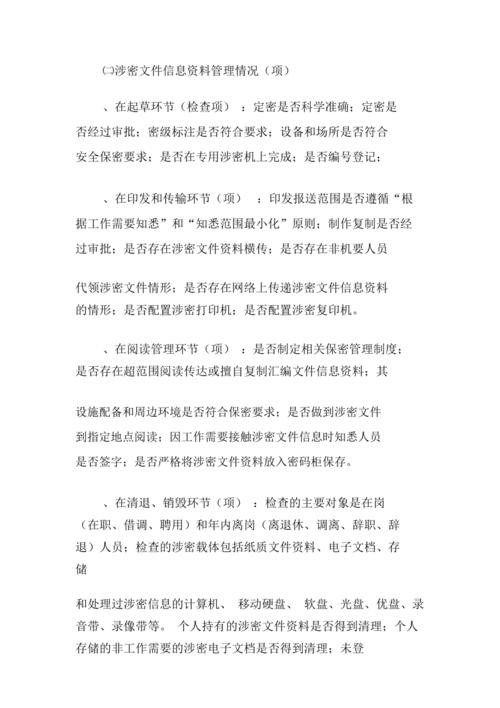 ㈡涉密文件信息资料管理情况（项）
、在起草环节（检查项） ：定密是否科学准确；定密是
否经过审批；密级标注是否符合要求；设备和场所是否符合
安全保密要求；是否在专用涉密机上完成；是否编号登记；
、在印发和传输环节（项） ：印发报送范围是否遵循“根
据工作需要知悉”和“知悉范围最小化”原则；制作复制是否经
过审批；是否存在涉密文件资料横传；是否存在非机要人员
代领涉密文件情形；是否存在网络上传递涉密文件信息资料
的情形；是否配置涉密打印机；是否配置涉密复印机。
、在阅读管理环节（项） ：是否制定相关保密管理制度；
是否存在超范围阅读传达或擅自复制汇编文件信息资料；其
设施配备和周边环境是否符合保密要求；是否做到涉密文件
到指定地点阅读；因工作需要接触涉密文件信息时知悉人员
是否签字；是否严格将涉密文件资料放入密码柜保存。
、在清退、销毁环节（项） ：检查的主要对象是在岗
（在职、借调、聘用）和年内离岗（离退休、调离、辞职、辞
退）人员；检查的涉密载体包括纸质文件资料、电子文档、存
储
和处理过涉密信息的计算机、 移动硬盘、 软盘、光盘、优盘、录
音带、录像带等。 个人持有的涉密文件资料是否得到清理；个人
存储的非工作需要的涉密电子文档是否得到清理；未登